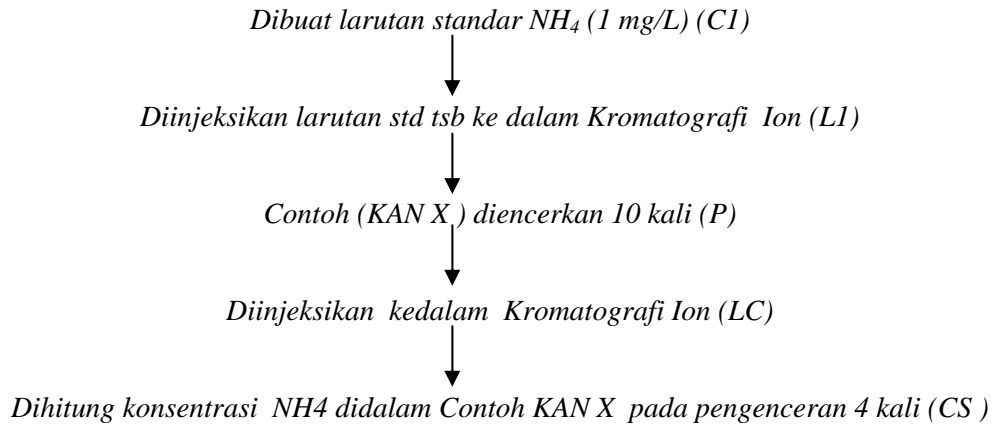 Dibuat larutan standar NH₄ (1 mg/L) (C1)
Diinjeksikan larutan std tsb ke dalam Kromatografi Ion (L1)
Contoh (KAN X ) diencerkan 10 kali (P)
Diinjeksikan kedalam Kromatografi Ion (LC)
Dihitung konsentrasi NH4 didalam Contoh KAN X pada pengenceran 4 kali (CS )